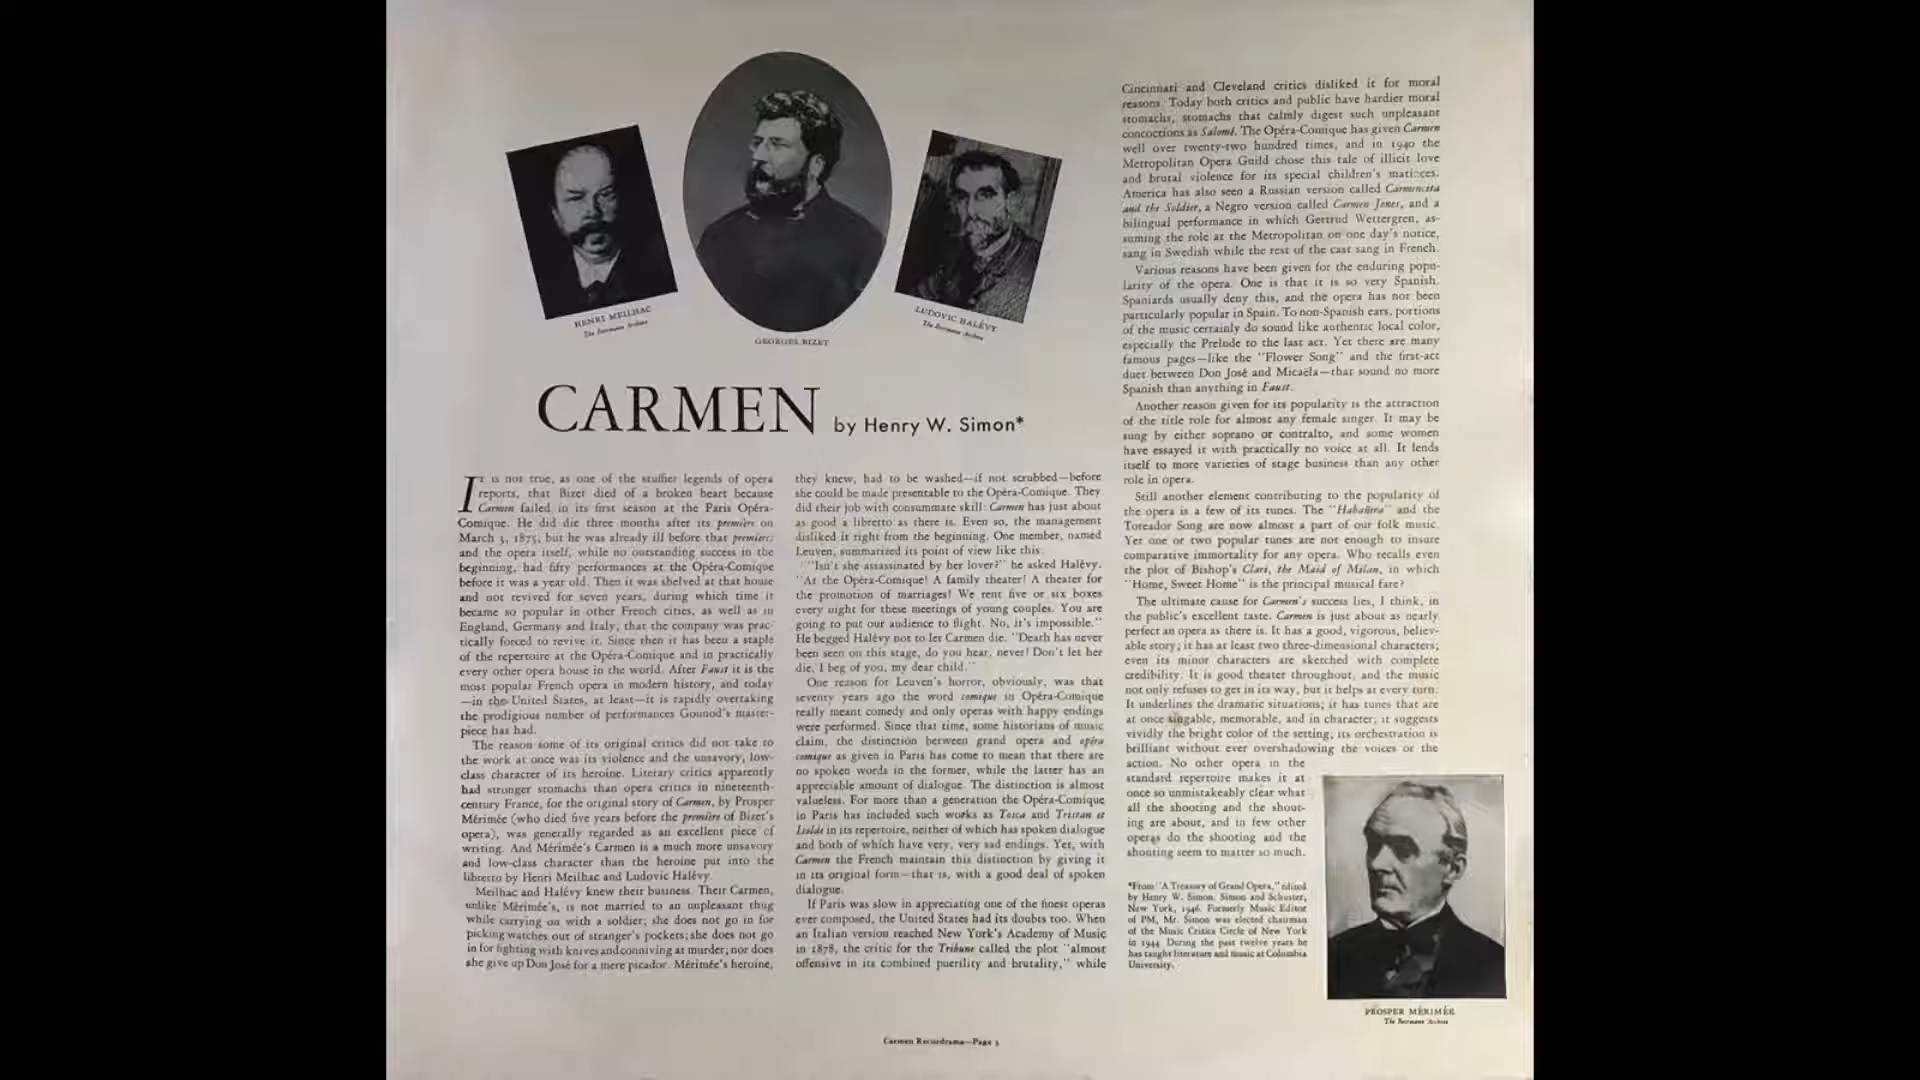 HENRI MEILHAC
The Bettmann Archive
GEORGES BIZET
LUDOVIC HALÉVY
The Bettmann Archive
CARMEN by Henry W. Simon*
IT IS not true, as one of the stuffier legends of opera
reports, that Bizet died of a broken heart because
Carmen failed in its first season at the Paris Opéra-
Comique. He did die three months after its première on
March 3, 1875; but he was already ill before that première;
and the opera itself, while no outstanding success in the
beginning, had fifty performances at the Opéra-Comique
before it was a year old. Then it was shelved at that house
and not revived for seven years, during which time it
became so popular in other French cities, as well as in
England, Germany and Italy, that the company was prac-
tically forced to revive it. Since then it has been a staple
of the repertoire at the Opéra-Comique and in practically
every other opera house in the world. After Faust it is the
most popular French opera in modern history, and today
—in the United States, at least—it is rapidly overtaking
the prodigious number of performances Gounod's master-
piece has had.
The reason some of its original critics did not take to
the work at once was its violence and the unsavory, low-
class character of its heroine. Literary critics apparently
had stronger stomachs than opera critics in nineteenth-
century France, for the original story of Carmen, by Prosper
Mérimée (who died five years before the première of Bizet's
opera), was generally regarded as an excellent piece of
writing. And Mérimée's Carmen is a much more unsavory
and low-class character than the heroine put into the
libretto by Henri Meilhac and Ludovic Halévy.
Meilhac and Halévy knew their business. Their Carmen,
unlike Mérimée's, is not married to an unpleasant thug
while carrying on with a soldier; she does not go in for
picking watches out of stranger's pockets; she does not go
in for fighting with knives and conniving at murder; nor does
she give up Don José for a mere picador. Mérimée's heroine,
they knew, had to be washed—if not scrubbed—before
she could be made presentable to the Opéra-Comique. They
did their job with consummate skill: Carmen has just about
as good a libretto as there is. Even so, the management
disliked it right from the beginning. One member, named
Leuven, summarized its point of view like this:
"Isn't she assassinated by her lover?" he asked Halévy.
"At the Opéra-Comique! A family theater! A theater for
the promotion of marriages! We rent five or six boxes
every night for these meetings of young couples. You are
going to put our audience to flight. No, it's impossible."
He begged Halévy not to let Carmen die. "Death has never
been seen on this stage, do you hear, never! Don't let her
die, I beg of you, my dear child."
One reason for Leuven's horror, obviously, was that
seventy years ago the word comique in Opéra-Comique
really meant comedy and only operas with happy endings
were performed. Since that time, some historians of music
claim, the distinction between grand opera and opéra
comique as given in Paris has come to mean that there are
no spoken words in the former, while the latter has an
appreciable amount of dialogue. The distinction is almost
valueless. For more than a generation the Opéra-Comique
in Paris has included such works as Tosca and Tristan et
Isolde in its repertoire, neither of which has spoken dialogue
and both of which have very, very sad endings. Yet, with
Carmen the French maintain this distinction by giving it
in its original form—that is, with a good deal of spoken
dialogue.
If Paris was slow in appreciating one of the finest operas
ever composed, the United States had its doubts too. When
an Italian version reached New York's Academy of Music
in 1878, the critic for the Tribune called the plot "almost
offensive in its combined puerility and brutality," while
Cincinnati and Cleveland critics disliked it for moral
reasons. Today both critics and public have hardier moral
stomachs, stomachs that calmly digest such unpleasant
concoctions as Salomé. The Opéra-Comique has given Carmen
well over twenty-two hundred times, and in 1940 the
Metropolitan Opera Guild chose this tale of illicit love
and brutal violence for its special children's matinees.
America has also seen a Russian version called Carmencita
and the Soldier, a Negro version called Carmen Jones, and a
bilingual performance in which Gertrud Wettergren, as-
suming the role at the Metropolitan on one day's notice,
sang in Swedish while the rest of the cast sang in French.
Various reasons have been given for the enduring popu-
larity of the opera. One is that it is so very Spanish.
Spaniards usually deny this, and the opera has not been
particularly popular in Spain. To non-Spanish ears, portions
of the music certainly do sound like authentic local color,
especially the Prelude to the last act. Yet there are many
famous pages—like the "Flower Song" and the first-act
duet between Don José and Micaëla—that sound no more
Spanish than anything in Faust.
Another reason given for its popularity is the attraction
of the title role for almost any female singer. It may be
sung by either soprano or contralto, and some women
have essayed it with practically no voice at all. It lends
itself to more varieties of stage business than any other
role in opera.
Still another element contributing to the popularity of
the opera is a few of its tunes. The "Habañera" and the
Toreador Song are now almost a part of our folk music.
Yet one or two popular tunes are not enough to insure
comparative immortality for any opera. Who recalls even
the plot of Bishop's Clari, the Maid of Milan, in which
"Home, Sweet Home" is the principal musical fare?
The ultimate cause for Carmen's success lies, I think, in
the public's excellent taste. Carmen is just about as nearly
perfect an opera as there is. It has a good, vigorous, believ-
able story; it has at least two three-dimensional characters;
even its minor characters are sketched with complete
credibility. It is good theater throughout, and the music
not only refuses to get in its way, but it helps at every turn.
It underlines the dramatic situations; it has tunes that are
at once singable, memorable, and in character; it suggests
vividly the bright color of the setting; its orchestration is
brilliant without ever overshadowing the voices or the
action. No other opera in the
standard repertoire makes it at
once so unmistakeably clear what
all the shooting and the shout-
ing are about, and in few other
operas do the shooting and the
shouting seem to matter so much.
*From "A Treasury of Grand Opera," edited
by Henry W. Simon. Simon and Schuster,
New York, 1946. Formerly Music Editor
of PM, Mr. Simon was elected chairman
of the Music Critics Circle of New York
in 1944. During the past twelve years he
has taught literature and music at Columbia
University.
PROSPER MÉRIMÉE
The Bettmann Archive
Carmen Recordrama—Page 3